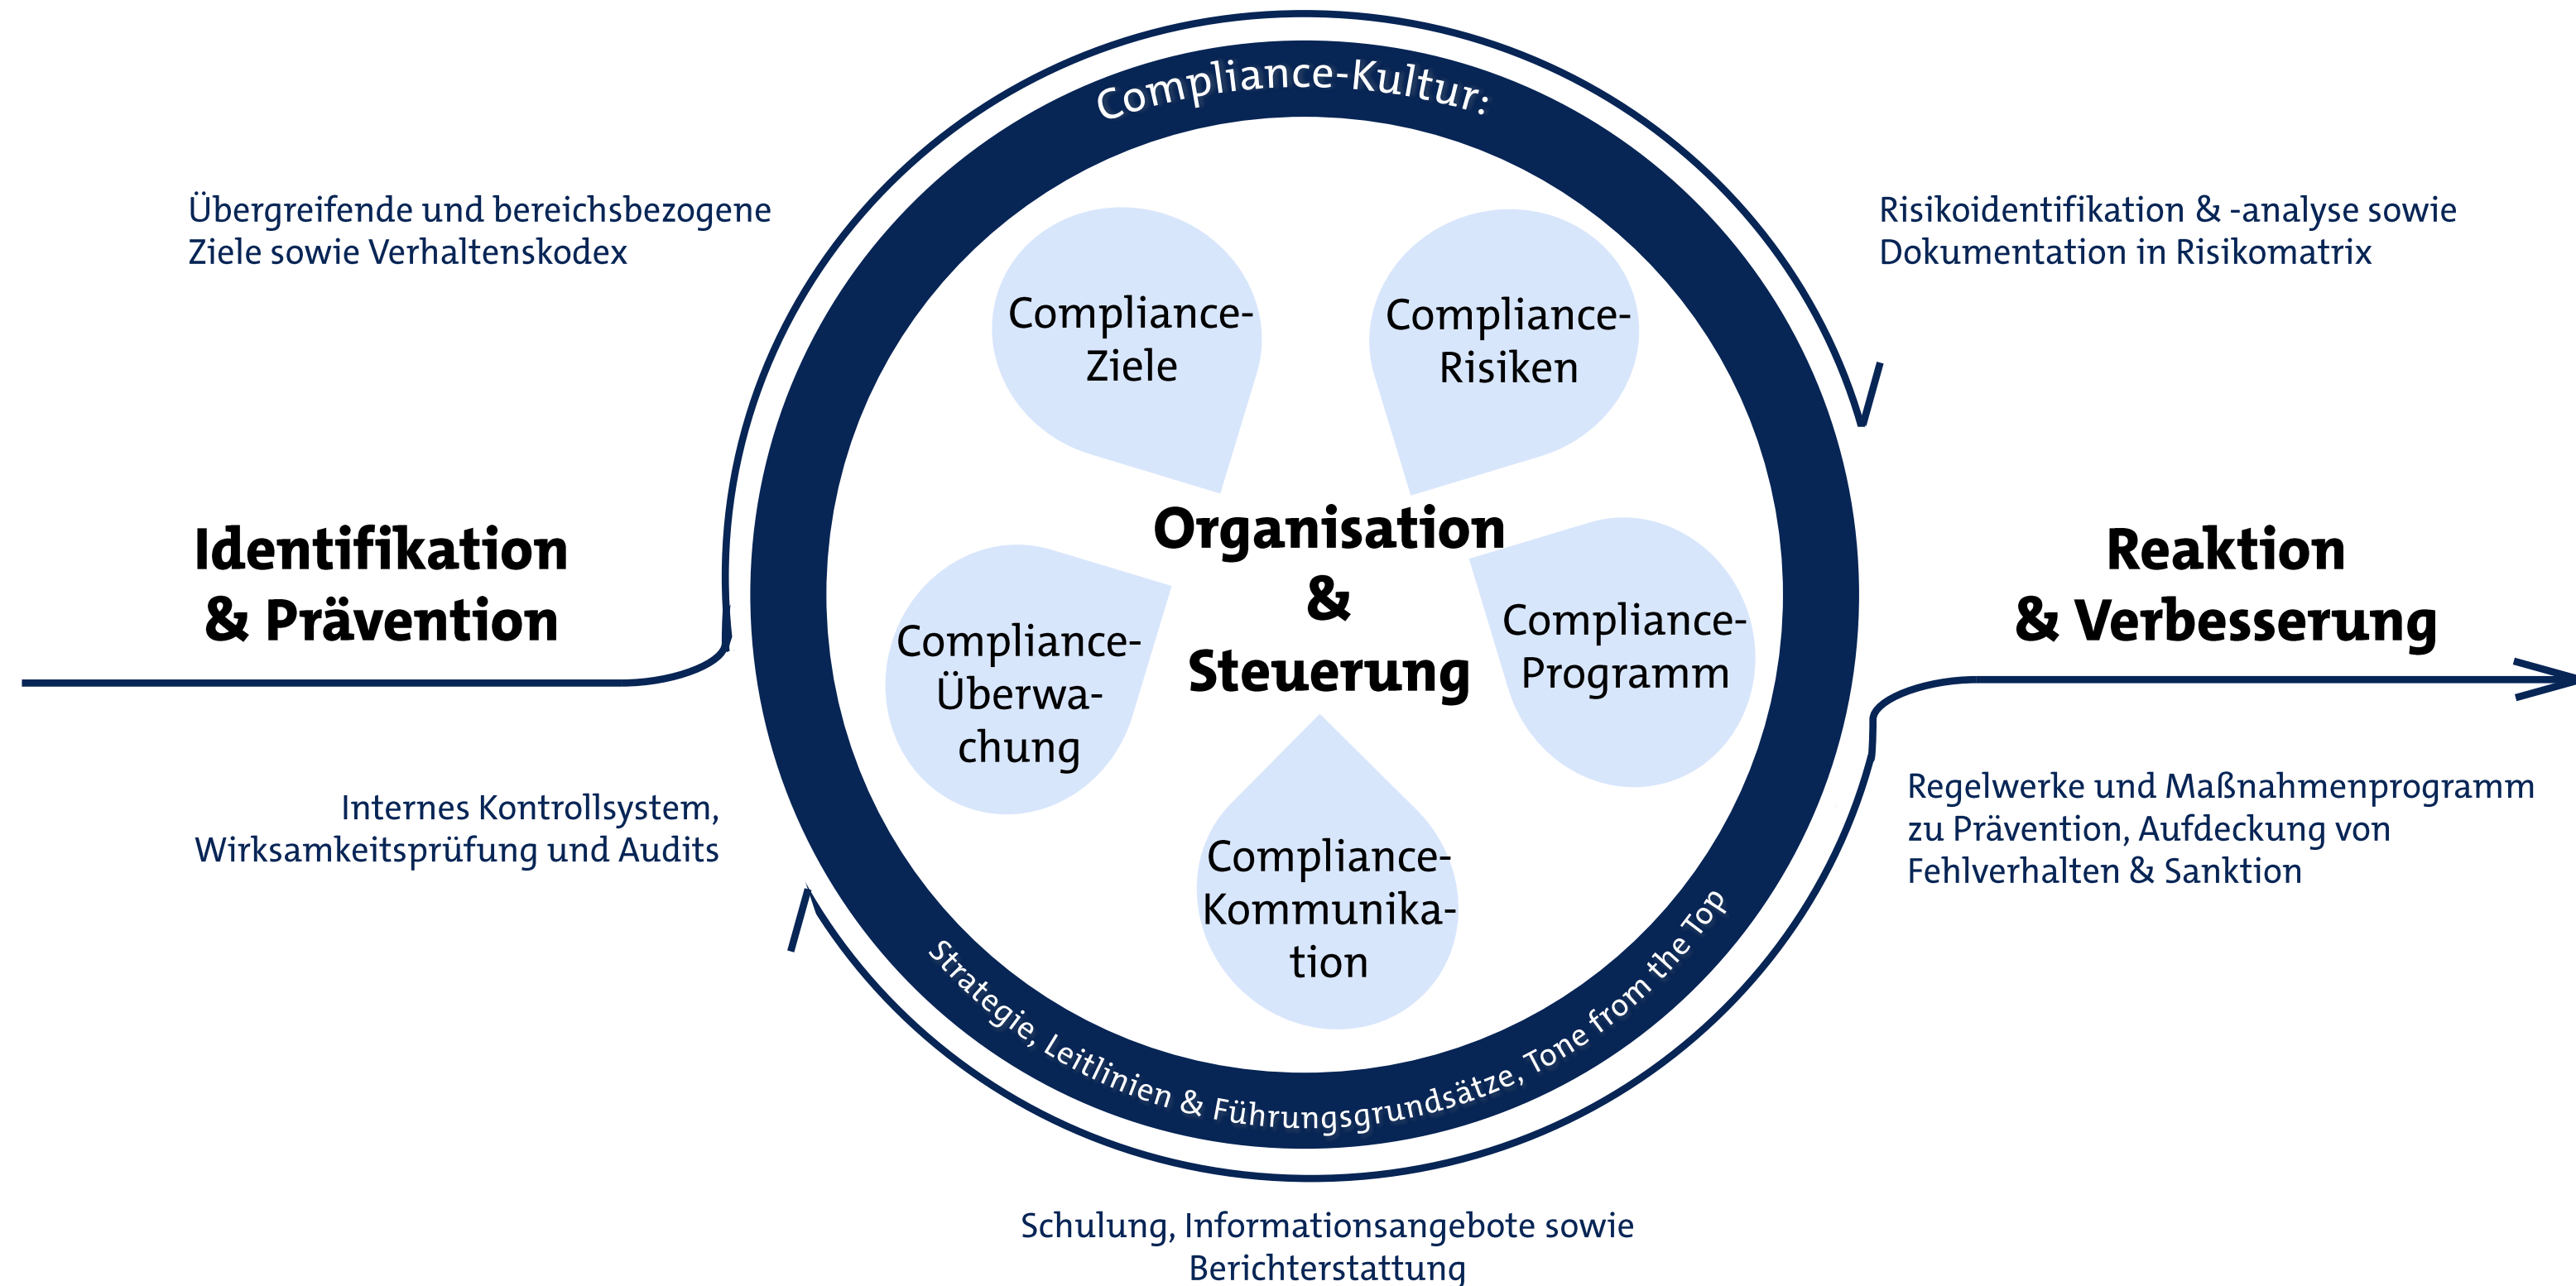 Compliance-Kultur:
Übergreifende und bereichsbezogene
Ziele sowie Verhaltenskodex
Risikoidentifikation & -analyse sowie
Dokumentation in Risikomatrix
Compliance-
Ziele
Compliance-
Risiken
Identifikation
& Prävention
Organisation
&
Steuerung
Reaktion
& Verbesserung
Compliance-
Überwa-
chung
Compliance-
Programm
Internes Kontrollsystem,
Wirksamkeitsprüfung und Audits
Regelwerke und Maßnahmenprogramm
zu Prävention, Aufdeckung von
Fehlverhalten & Sanktion
Compliance-
Kommunika-
tion
Strategie, Leitlinien & Führungsgrundsätze, Tone from the Top
Schulung, Informationsangebote sowie
Berichterstattung